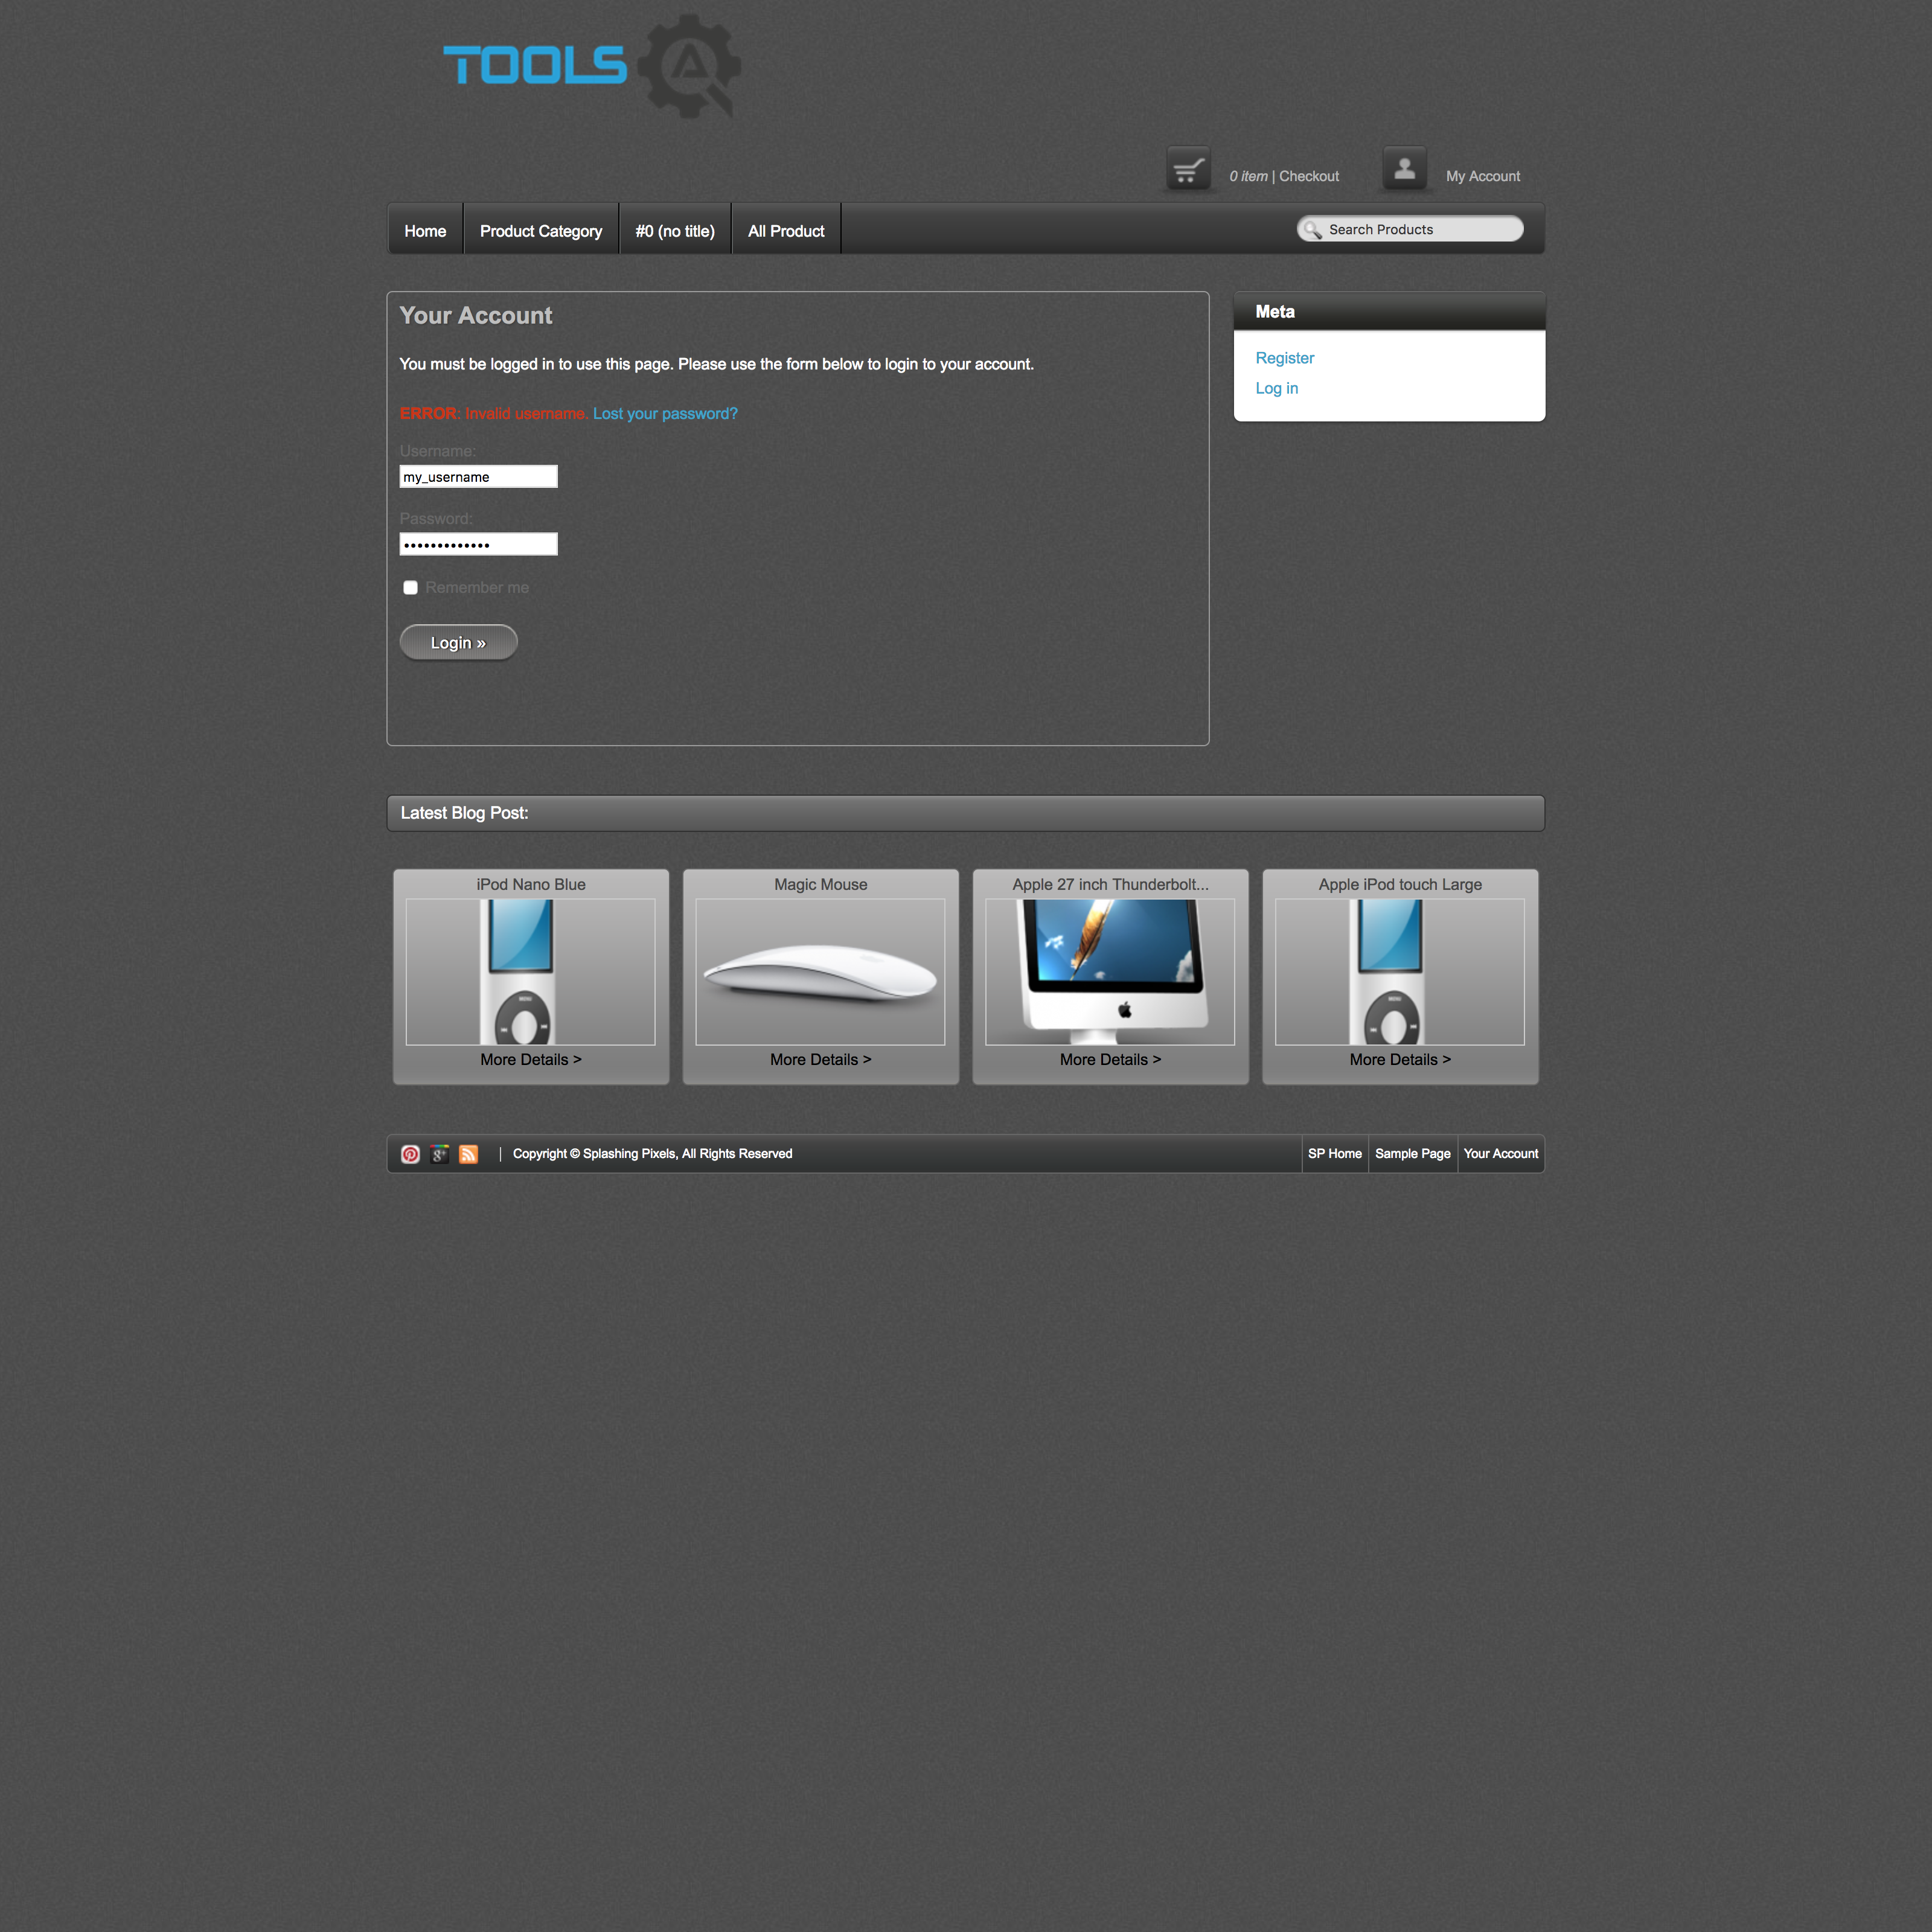 TOOLS QA
0 item | Checkout
My Account
Home
Product Category
#0 (no title)
All Product
Search Products
Your Account
You must be logged in to use this page. Please use the form below to login to your account.
ERROR: Invalid username. Lost your password?
Username:
my_username
Password:
•••••••••••••
Remember me
Login »
Meta
Register
Log in
Latest Blog Post:
iPod Nano Blue
MENU
More Details >
Magic Mouse
More Details >
Apple 27 inch Thunderbolt...
More Details >
Apple iPod touch Large
MENU
More Details >
g+
| Copyright © Splashing Pixels, All Rights Reserved
SP Home
Sample Page
Your Account